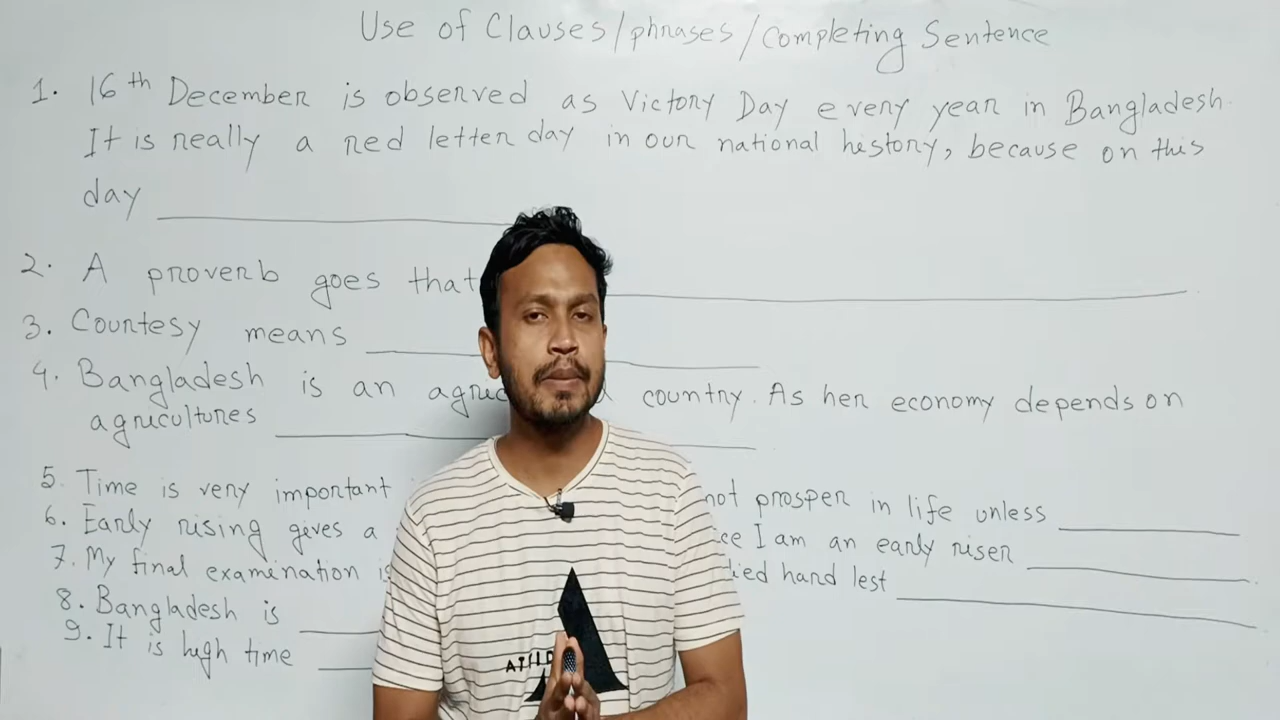 Use of Clauses/phrases/completing Sentence
1. 16th December is observed as Victory Day every year in Bangladesh.
It is really a red letter day in our national history, because on this
day
2. A proverb goes that
3. Courtesy means
4. Bangladesh is an country. As her economy depends on
agricultures
5. Time is very important not prosper in life unless
6. Early rising gives a I am an early riser
7. My final examination hard lest
8. Bangladesh is
9. It is high time